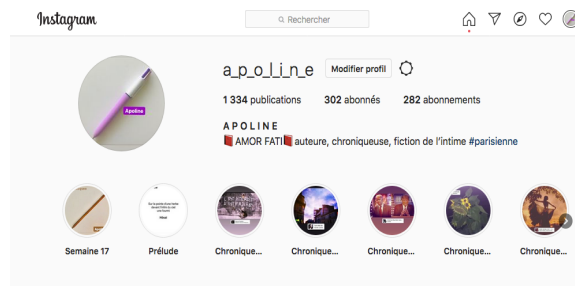 Instagram
Rechercher
a_p_o_l_i_n_e
Modifier profil
1 334 publications 302 abonnés 282 abonnements
A P O L I N E
📕AMOR FATI📕auteure, chroniqueuse, fiction de l'intime #parisienne
Apoline
Semaine 17 Prélude Chronique... Chronique... Chronique... Chronique... Chronique...